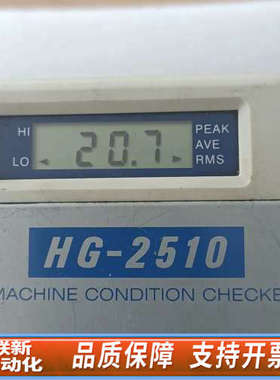 HI
PEAK
20.7
AVE
LO
RMS
HG-2510
MACHINE CONDITION CHECKE
联新
动化
品质保障 支持开票